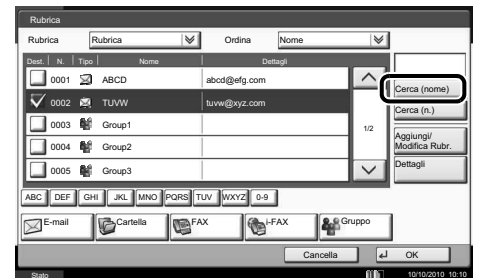 Rubrica
Rubrica Rubrica Ordina Nome
Dest. N. Tipo Nome Dettagli
0001 ABCD abcd@efg.com
0002 TUVW tuvw@xyz.com
0003 Group1
0004 Group2
0005 Group3
1/2
Cerca (nome)
Cerca (n.)
Aggiungi/
Modifica Rubr.
Dettagli
ABC DEF GHI JKL MNO PQRS TUV WXYZ 0-9
E-mail Cartella FAX i-FAX Gruppo
Cancella OK
Stato 10/10/2010 10:10